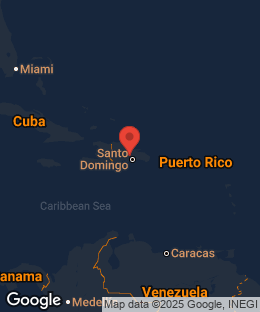 Miami
Cuba
Santo
Domingo
Puerto Rico
Caribbean Sea
Caracas
anama
Venezuela
Google
Mede
Map data ©2025 Google, INEGI